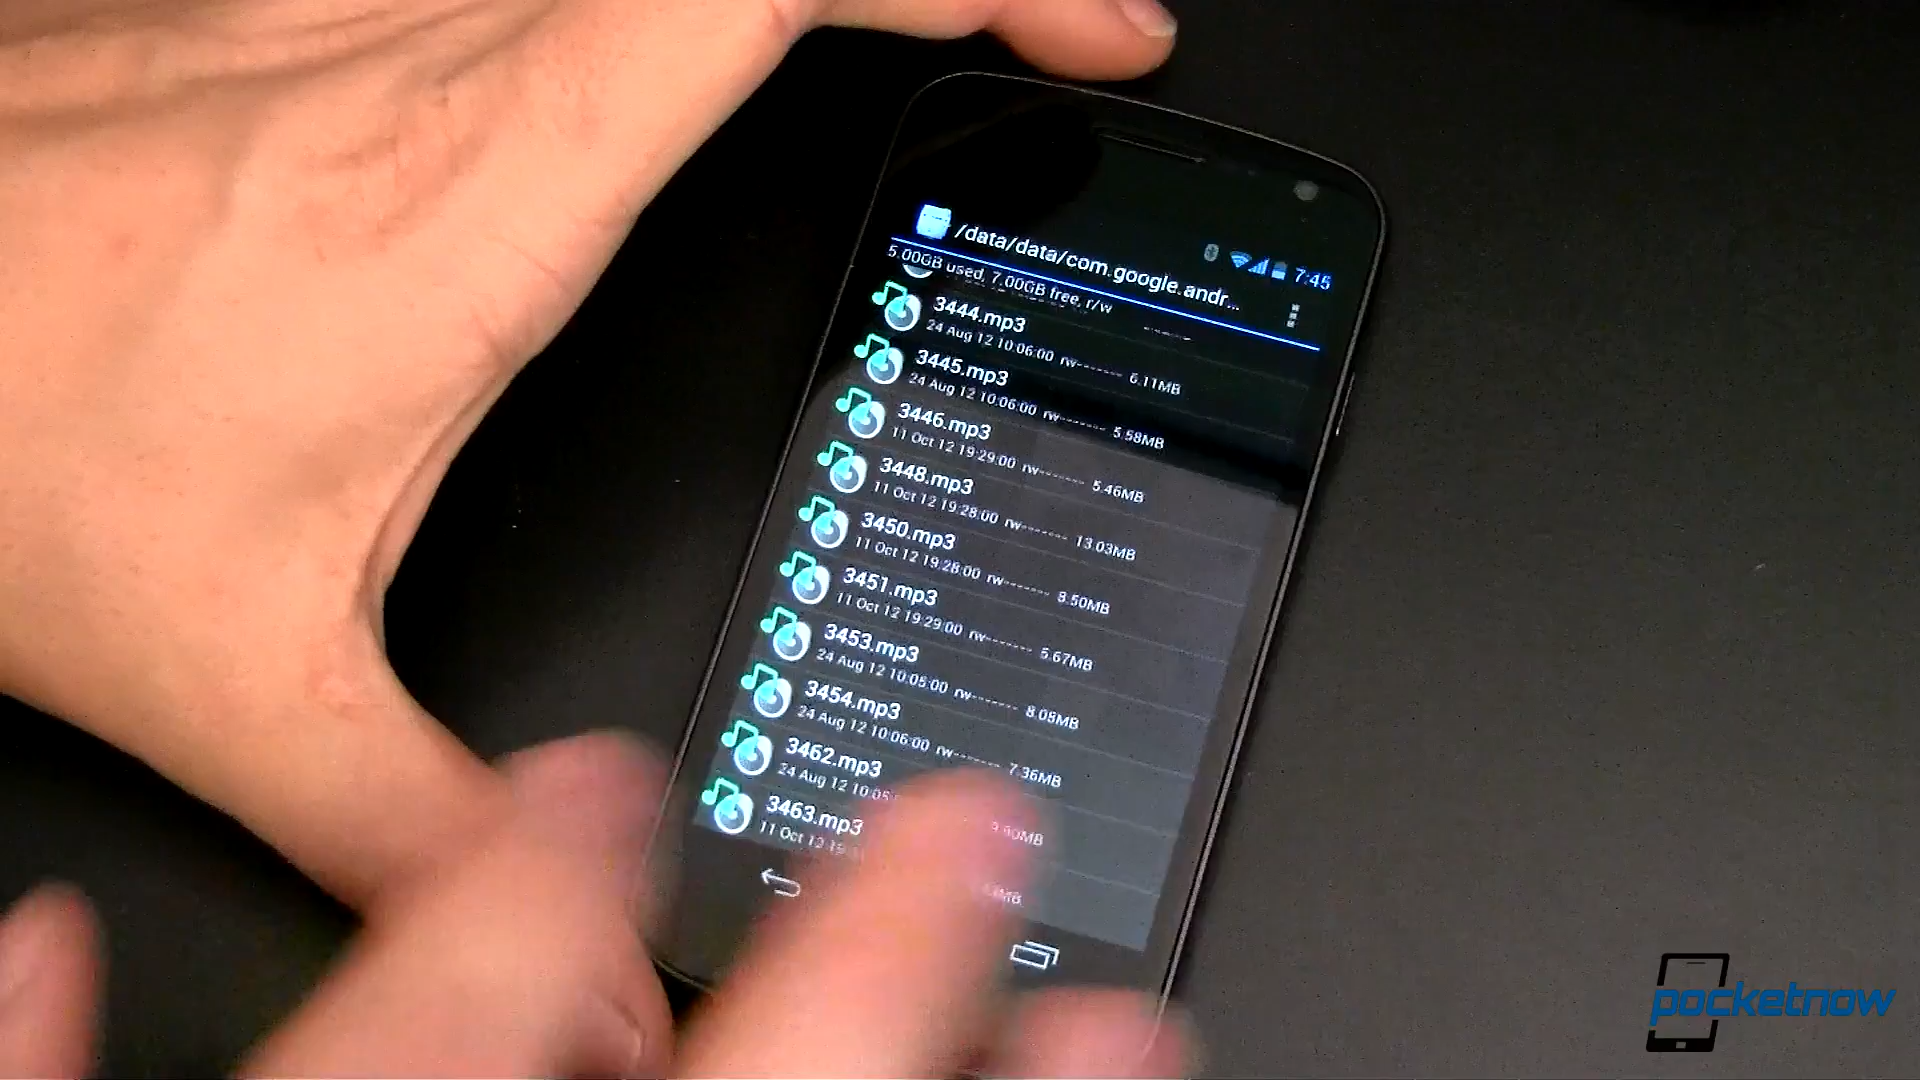 7:45
/data/data/com.google.andr...
5.00GB used, 7.00GB free, r/w
3444.mp3
24 Aug 12 10:06:00 rw------- 6.11MB
3445.mp3
24 Aug 12 10:06:00 rw------- 5.58MB
3446.mp3
11 Oct 12 19:29:00 rw------- 5.46MB
3448.mp3
11 Oct 12 19:28:00 rw------- 13.03MB
3450.mp3
11 Oct 12 19:28:00 rw------- 8.50MB
3451.mp3
11 Oct 12 19:29:00 rw------- 5.67MB
3453.mp3
24 Aug 12 10:05:00 rw------- 8.05MB
3454.mp3
24 Aug 12 10:06:00 rw------- 7.36MB
3462.mp3
24 Aug 12
3463.mp3
11 Oct 12
pocketnow